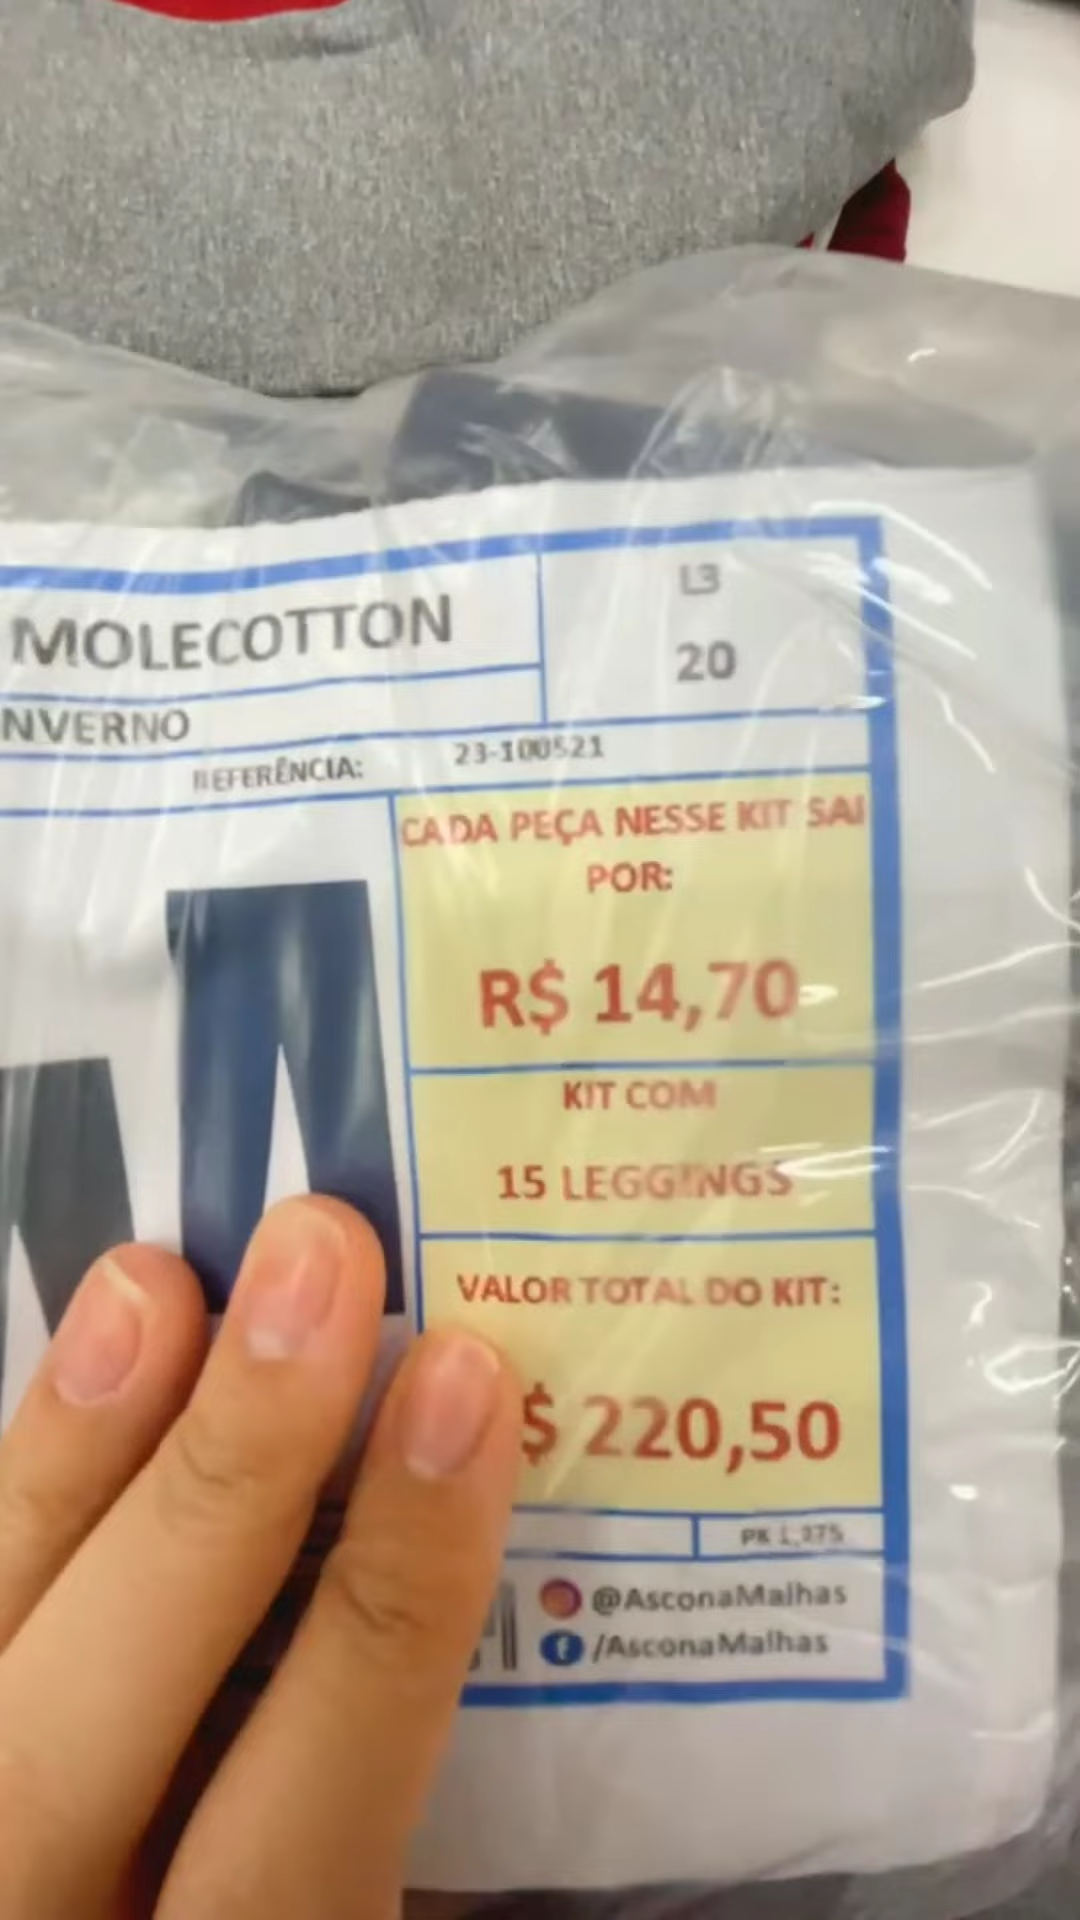 MOLECOTTON
L3
20
NVERNO
REFERÊNCIA: 23-100521
CADA PEÇA NESSE KIT SAI
POR:
R$ 14,70
KIT COM
15 LEGGINGS
VALOR TOTAL DO KIT:
$ 220,50
@AsconaMalhas
/AsconaMalhas